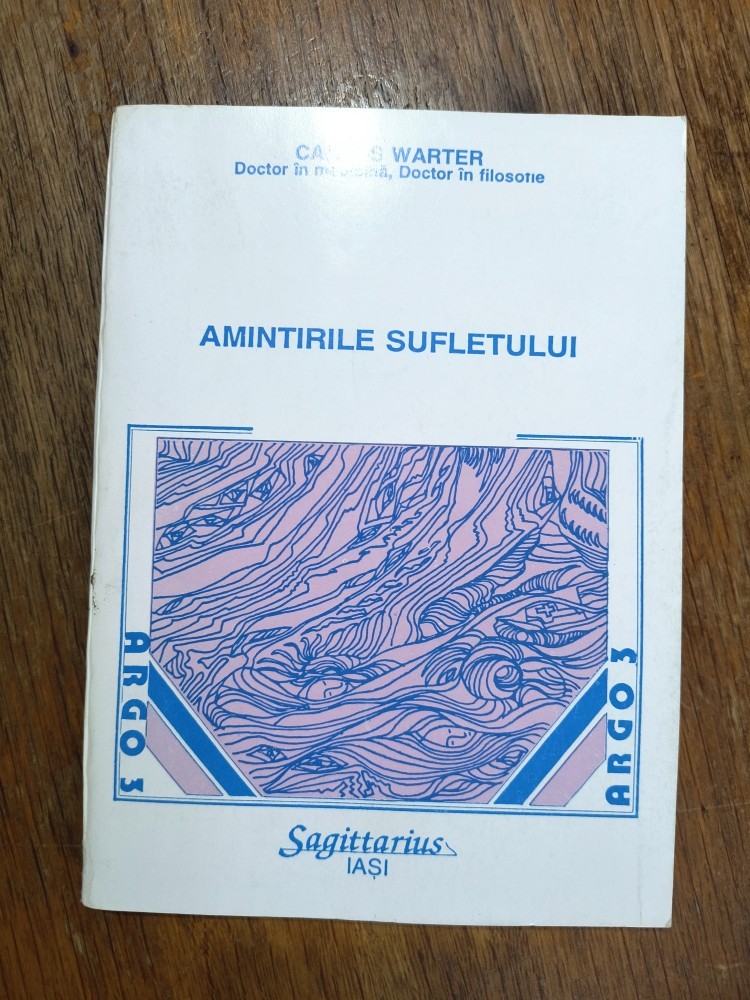 WARTER
Doctor în, Doctor în filosofie
AMINTIRILE SUFLETULUI
ARGO 3
ARGO 3
Sagittarius
IAȘI